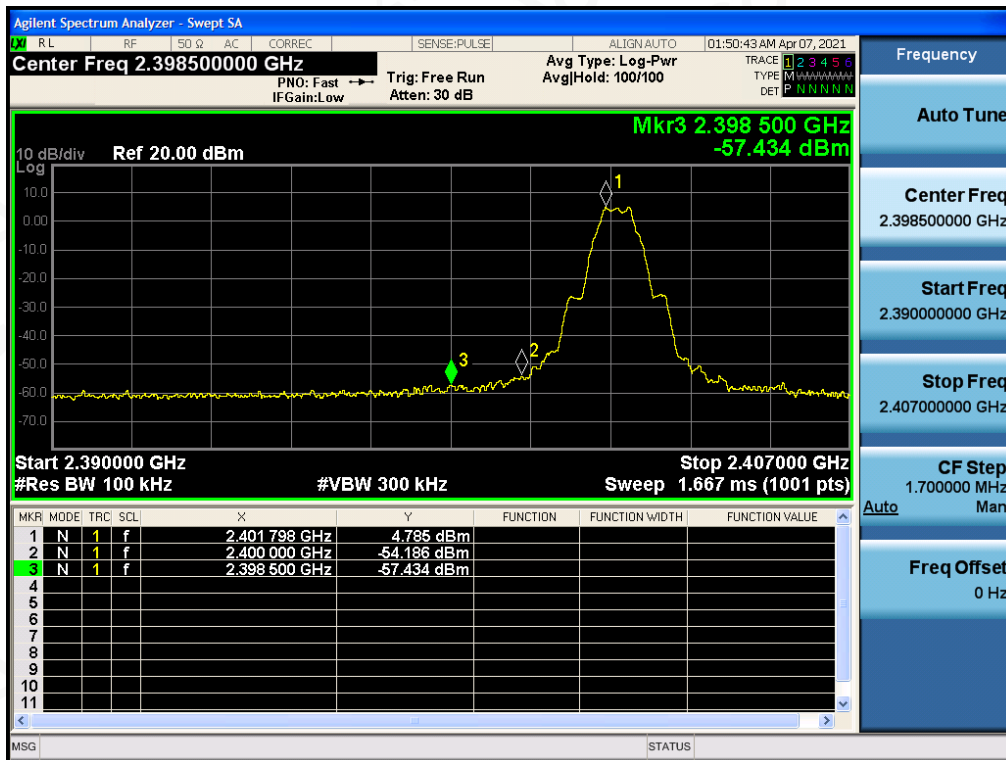 Agilent Spectrum Analyzer - Swept SA
LXI RL RF 50 Ω AC CORREC SENSE:PULSE ALIGN AUTO 01:50:43 AM Apr 07, 2021
Center Freq 2.398500000 GHz
PNO: Fast
IFGain:Low
Trig: Free Run
Atten: 30 dB
Avg Type: Log-Pwr
Avg|Hold: 100/100
TRACE 1 2 3 4 5 6
TYPE M W W W W W
DET P N N N N N
Mkr3 2.398 500 GHz
-57.434 dBm
10 dB/div Ref 20.00 dBm
Log
10.0
0.00
-10.0
-20.0
-30.0
-40.0
-50.0
-60.0
-70.0
1
2
3
Start 2.390000 GHz Stop 2.407000 GHz
#Res BW 100 kHz #VBW 300 kHz Sweep 1.667 ms (1001 pts)
MKR MODE TRC SCL X Y FUNCTION FUNCTION WIDTH FUNCTION VALUE
1 N 1 f 2.401 798 GHz 4.785 dBm
2 N 1 f 2.400 000 GHz -54.186 dBm
3 N 1 f 2.398 500 GHz -57.434 dBm
4
5
6
7
8
9
10
11
MSG STATUS
Frequency
Auto Tune
Center Freq
2.398500000 GHz
Start Freq
2.390000000 GHz
Stop Freq
2.407000000 GHz
CF Step
1.700000 MHz
Auto Man
Freq Offset
0 Hz